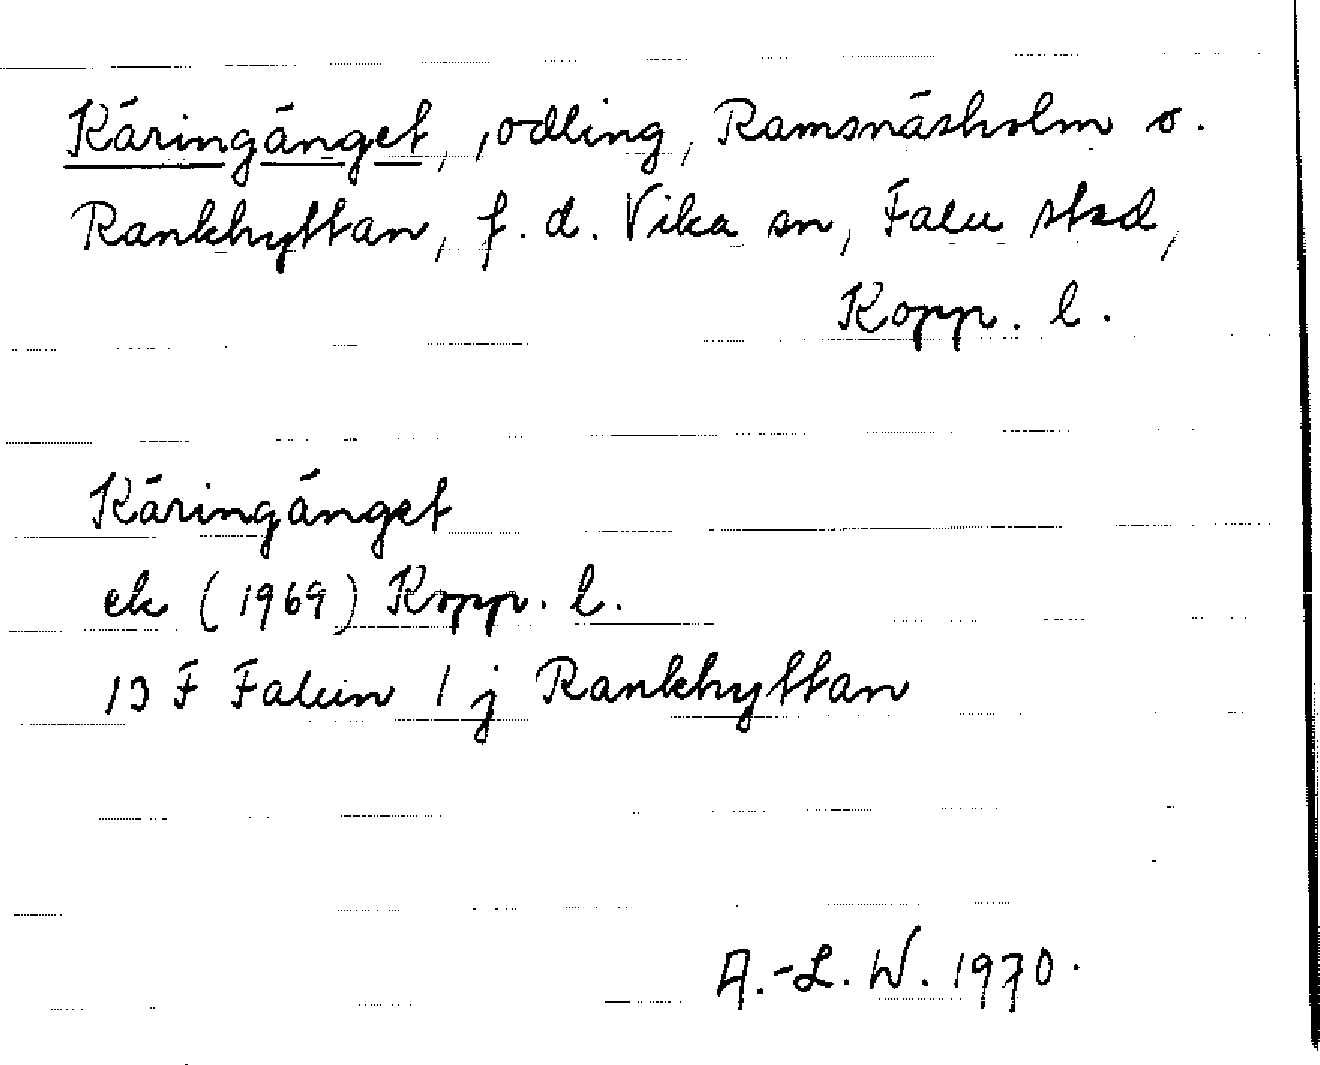 Käringänget, ,odling, Ramsnäsholm o.
Rankhyttan, f. d. Vika sn, Falu stad,
Kopp. l.
Käringänget
ek (1969) Kopp. l.
13 F Falun 1 j Rankhyttan
A.-L. W. 1970.